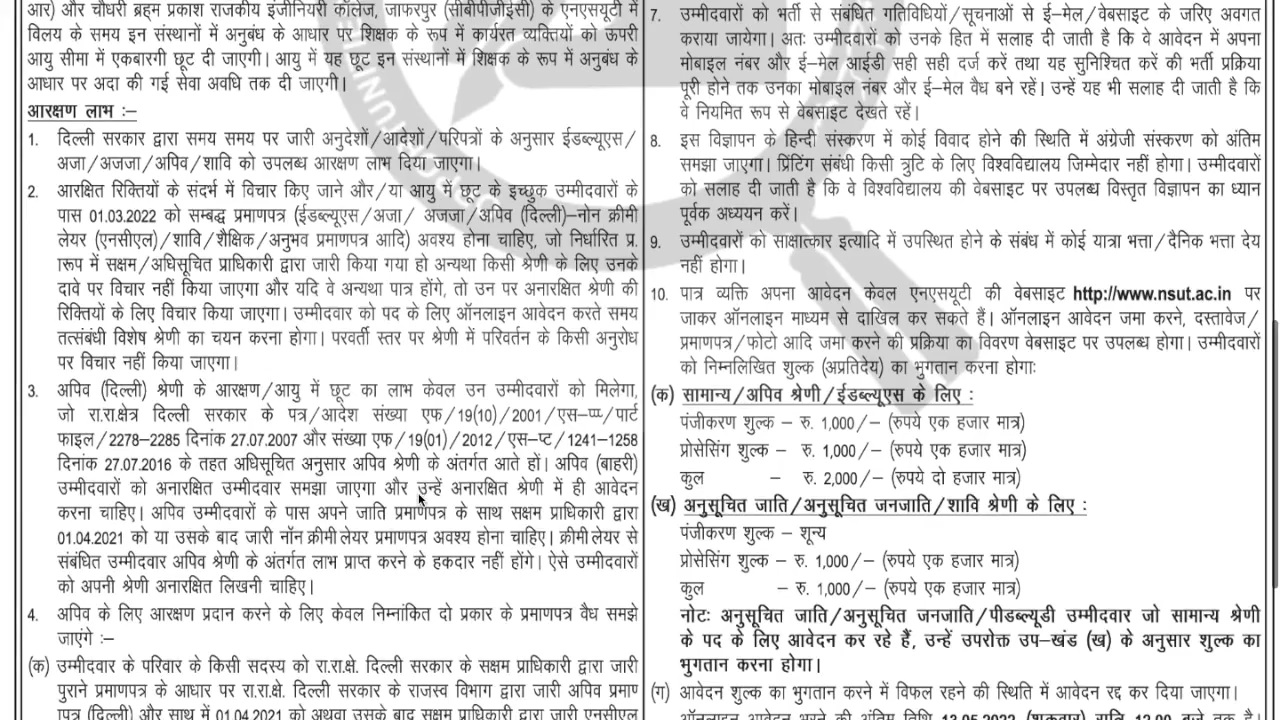 आर) और चौधरी ब्रह्म प्रकाश राजकीय इंजीनियरी कॉलेज, जाफरपुर (सीबीपीजीईसी) के एनएसयूटी में
विलय के समय इन संस्थानों में अनुबंध के आधार पर शिक्षक के रूप में कार्यरत व्यक्तियों को ऊपरी
आयु सीमा में एकबारगी छूट दी जाएगी। आयु में यह छूट इन संस्थानों में शिक्षक के रूप में अनुबंध के
आधार पर अदा की गई सेवा अवधि तक दी जाएगी।
आरक्षण लाभ :–
1. दिल्ली सरकार द्वारा समय समय पर जारी अनुदेशों/आदेशों/परिपत्रों के अनुसार ईडब्ल्यूएस/
अजा/अजजा/अपिव/शावि को उपलब्ध आरक्षण लाभ दिया जाएगा।
2. आरक्षित रिक्तियों के संदर्भ में विचार किए जाने और/या आयु में छूट के इच्छुक उम्मीदवारों के
पास 01.03.2022 को सम्बद्ध प्रमाणपत्र (ईडब्ल्यूएस/अजा/ अजजा/अपिव (दिल्ली)–नोन क्रीमी
लेयर (एनसीएल)/शावि/शैक्षिक/अनुभव प्रमाणपत्र आदि) अवश्य होना चाहिए, जो निर्धारित प्र.
ारूप में सक्षम/अधिसूचित प्राधिकारी द्वारा जारी किया गया हो अन्यथा किसी श्रेणी के लिए उनके
दावे पर विचार नहीं किया जाएगा और यदि वे अन्यथा पात्र होंगे, तो उन पर अनारक्षित श्रेणी की
रिक्तियों के लिए विचार किया जाएगा। उम्मीदवार को पद के लिए ऑनलाइन आवेदन करते समय
तत्संबंधी विशेष श्रेणी का चयन करना होगा। परवर्ती स्तर पर श्रेणी में परिवर्तन के किसी अनुरोध
पर विचार नहीं किया जाएगा।
3. अपिव (दिल्ली) श्रेणी के आरक्षण/आयु में छूट का लाभ केवल उन उम्मीदवारों को मिलेगा,
जो रा.रा.क्षेत्र दिल्ली सरकार के पत्र/आदेश संख्या एफ/19(10)/2001/एस–प्प्/पार्ट
फाइल/2278–2285 दिनांक 27.07.2007 और संख्या एफ/19(01)/2012/एस–प्ट/1241–1258
दिनांक 27.07.2016 के तहत अधिसूचित अनुसार अपिव श्रेणी के अंतर्गत आते हों। अपिव (बाहरी)
उम्मीदवारों को अनारक्षित उम्मीदवार समझा जाएगा और उन्हें अनारक्षित श्रेणी में ही आवेदन
करना चाहिए। अपिव उम्मीदवारों के पास अपने जाति प्रमाणपत्र के साथ सक्षम प्राधिकारी द्वारा
01.04.2021 को या उसके बाद जारी नॉन क्रीमी लेयर प्रमाणपत्र अवश्य होना चाहिए। क्रीमी लेयर से
संबंधित उम्मीदवार अपिव श्रेणी के अंतर्गत लाभ प्राप्त करने के हकदार नहीं होंगे। ऐसे उम्मीदवारों
को अपनी श्रेणी अनारक्षित लिखनी चाहिए।
4. अपिव के लिए आरक्षण प्रदान करने के लिए केवल निम्नांकित दो प्रकार के प्रमाणपत्र वैध समझे
जाएंगे :–
(क) उम्मीदवार के परिवार के किसी सदस्य को रा.रा.क्षे. दिल्ली सरकार के सक्षम प्राधिकारी द्वारा जारी
पुराने प्रमाणपत्र के आधार पर रा.रा.क्षे. दिल्ली सरकार के राजस्व विभाग द्वारा जारी अपिव प्रमाण
पत्र (दिल्ली) और साथ में 01.04.2021 को अथवा उसके बाद सक्षम प्राधिकारी द्वारा जारी एनसीएल
7. उम्मीदवारों को भर्ती से संबंधित गतिविधियों/सूचनाओं से ई–मेल/वेबसाइट के जरिए अवगत
कराया जायेगा। अतः उम्मीदवारों को उनके हित में सलाह दी जाती है कि वे आवेदन में अपना
मोबाइल नंबर और ई–मेल आईडी सही सही दर्ज करें तथा यह सुनिश्चित करें की भर्ती प्रक्रिया
पूरी होने तक उनका मोबाइल नंबर और ई–मेल वैध बने रहें। उन्हें यह भी सलाह दी जाती है कि
वे नियमित रूप से वेबसाइट देखते रहें।
8. इस विज्ञापन के हिन्दी संस्करण में कोई विवाद होने की स्थिति में अंग्रेजी संस्करण को अंतिम
समझा जाएगा। प्रिंटिंग संबंधी किसी त्रुटि के लिए विश्वविद्यालय जिम्मेदार नहीं होगा। उम्मीदवारों
को सलाह दी जाती है कि वे विश्वविद्यालय की वेबसाइट पर उपलब्ध विस्तृत विज्ञापन का ध्यान
पूर्वक अध्ययन करें।
9. उम्मीदवारों को साक्षात्कार इत्यादि में उपस्थित होने के संबंध में कोई यात्रा भत्ता/दैनिक भत्ता देय
नहीं होगा।
10. पात्र व्यक्ति अपना आवेदन केवल एनएसयूटी की वेबसाइट http://www.nsut.ac.in पर
जाकर ऑनलाइन माध्यम से दाखिल कर सकते हैं। ऑनलाइन आवेदन जमा करने, दस्तावेज/
प्रमाणपत्र/फोटो आदि जमा करने की प्रक्रिया का विवरण वेबसाइट पर उपलब्ध होगा। उम्मीदवारों
को निम्नलिखित शुल्क (अप्रतिदेय) का भुगतान करना होगाः
(क) सामान्य/अपिव श्रेणी/ईडब्ल्यूएस के लिए :
पंजीकरण शुल्क – रु. 1,000/– (रुपये एक हजार मात्र)
प्रोसेसिंग शुल्क – रु. 1,000/– (रुपये एक हजार मात्र)
कुल – रु. 2,000/– (रुपये दो हजार मात्र)
(ख) अनुसूचित जाति/अनुसूचित जनजाति/शावि श्रेणी के लिए :
पंजीकरण शुल्क – शून्य
प्रोसेसिंग शुल्क – रु. 1,000/– (रुपये एक हजार मात्र)
कुल – रु. 1,000/– (रुपये एक हजार मात्र)
नोटः अनुसूचित जाति/अनुसूचित जनजाति/पीडब्ल्यूडी उम्मीदवार जो सामान्य श्रेणी
के पद के लिए आवेदन कर रहे हैं, उन्हें उपरोक्त उप–खंड (ख) के अनुसार शुल्क का
भुगतान करना होगा।
(ग) आवेदन शुल्क का भुगतान करने में विफल रहने की स्थिति में आवेदन रद्द कर दिया जाएगा।
ऑनलाइन आवेदन भरने की अंतिम तिथि 13.05.2022 (शुक्रवार) रात्रि 12.00 बजे तक है।